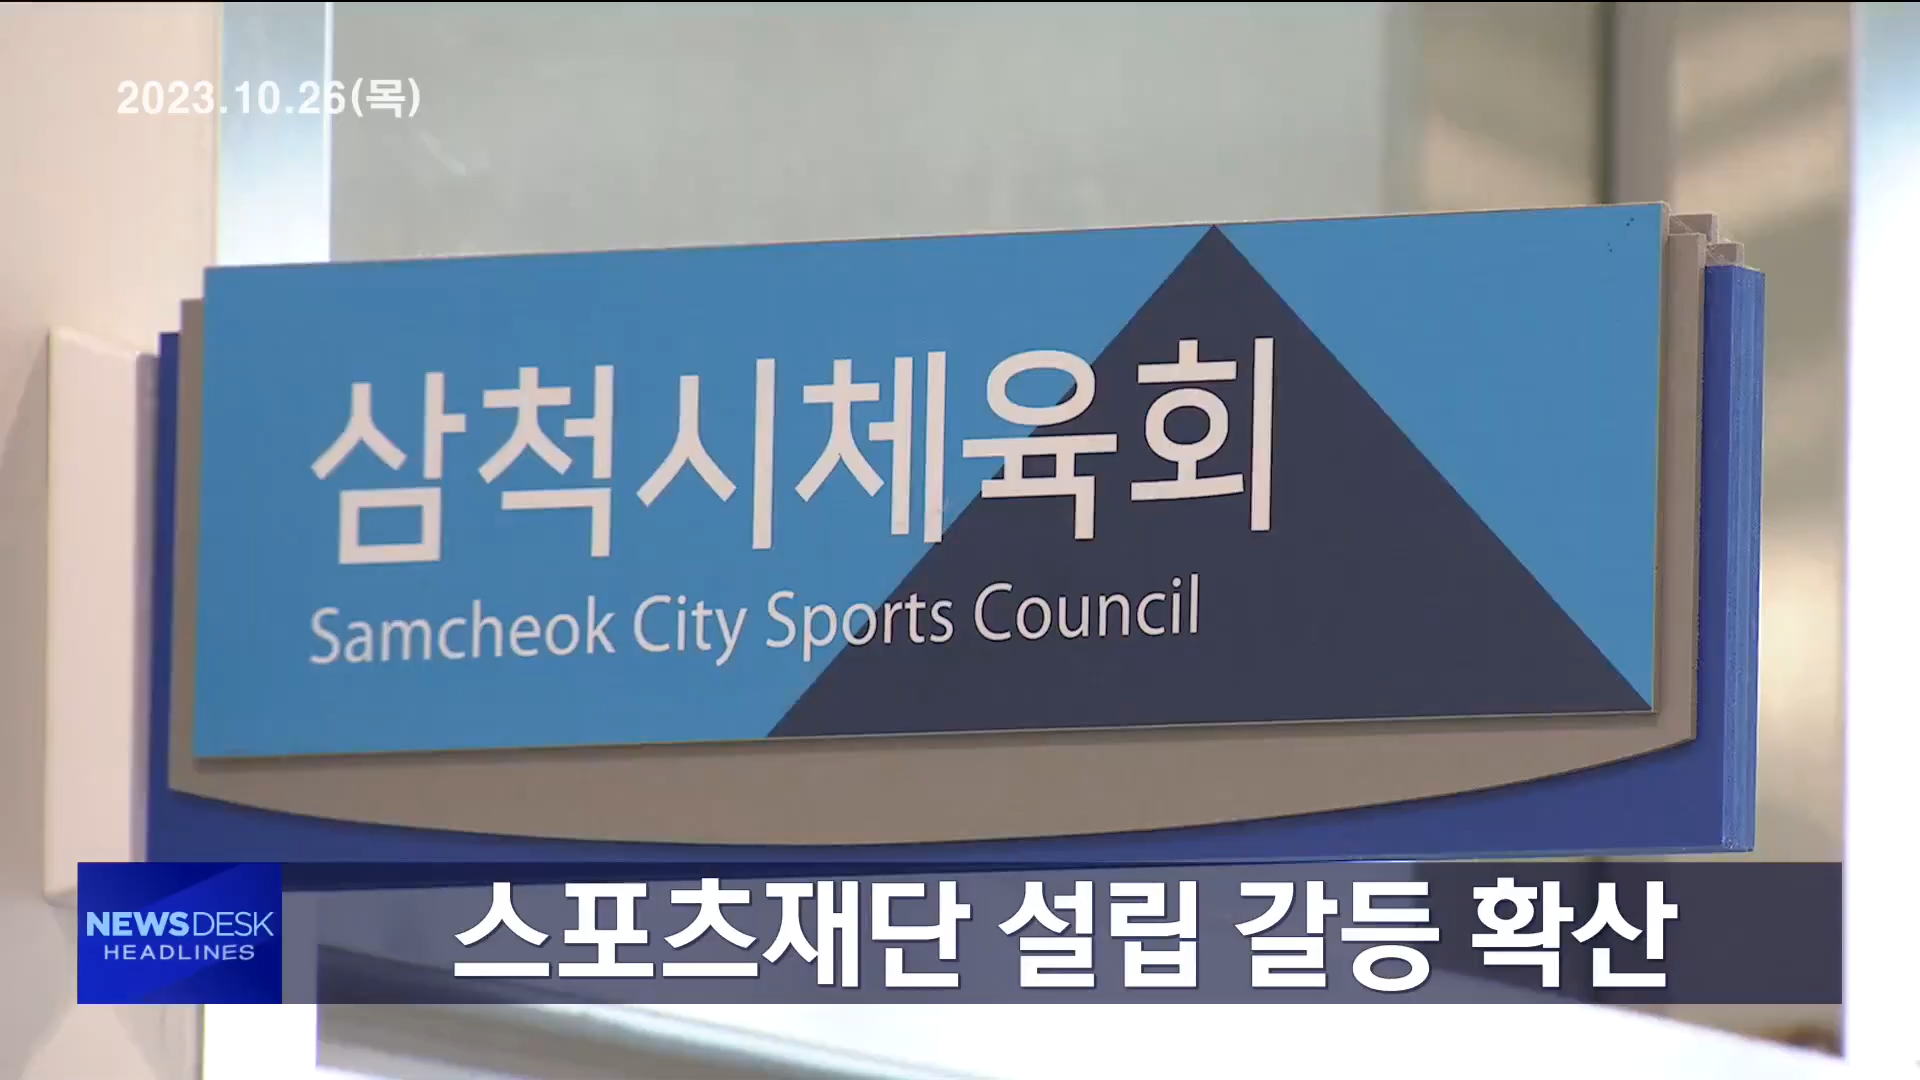 2023.10.26(목)
삼척시체육회
Samcheok City Sports Council
NEWSDESK
HEADLINES
스포츠재단 설립 갈등 확산